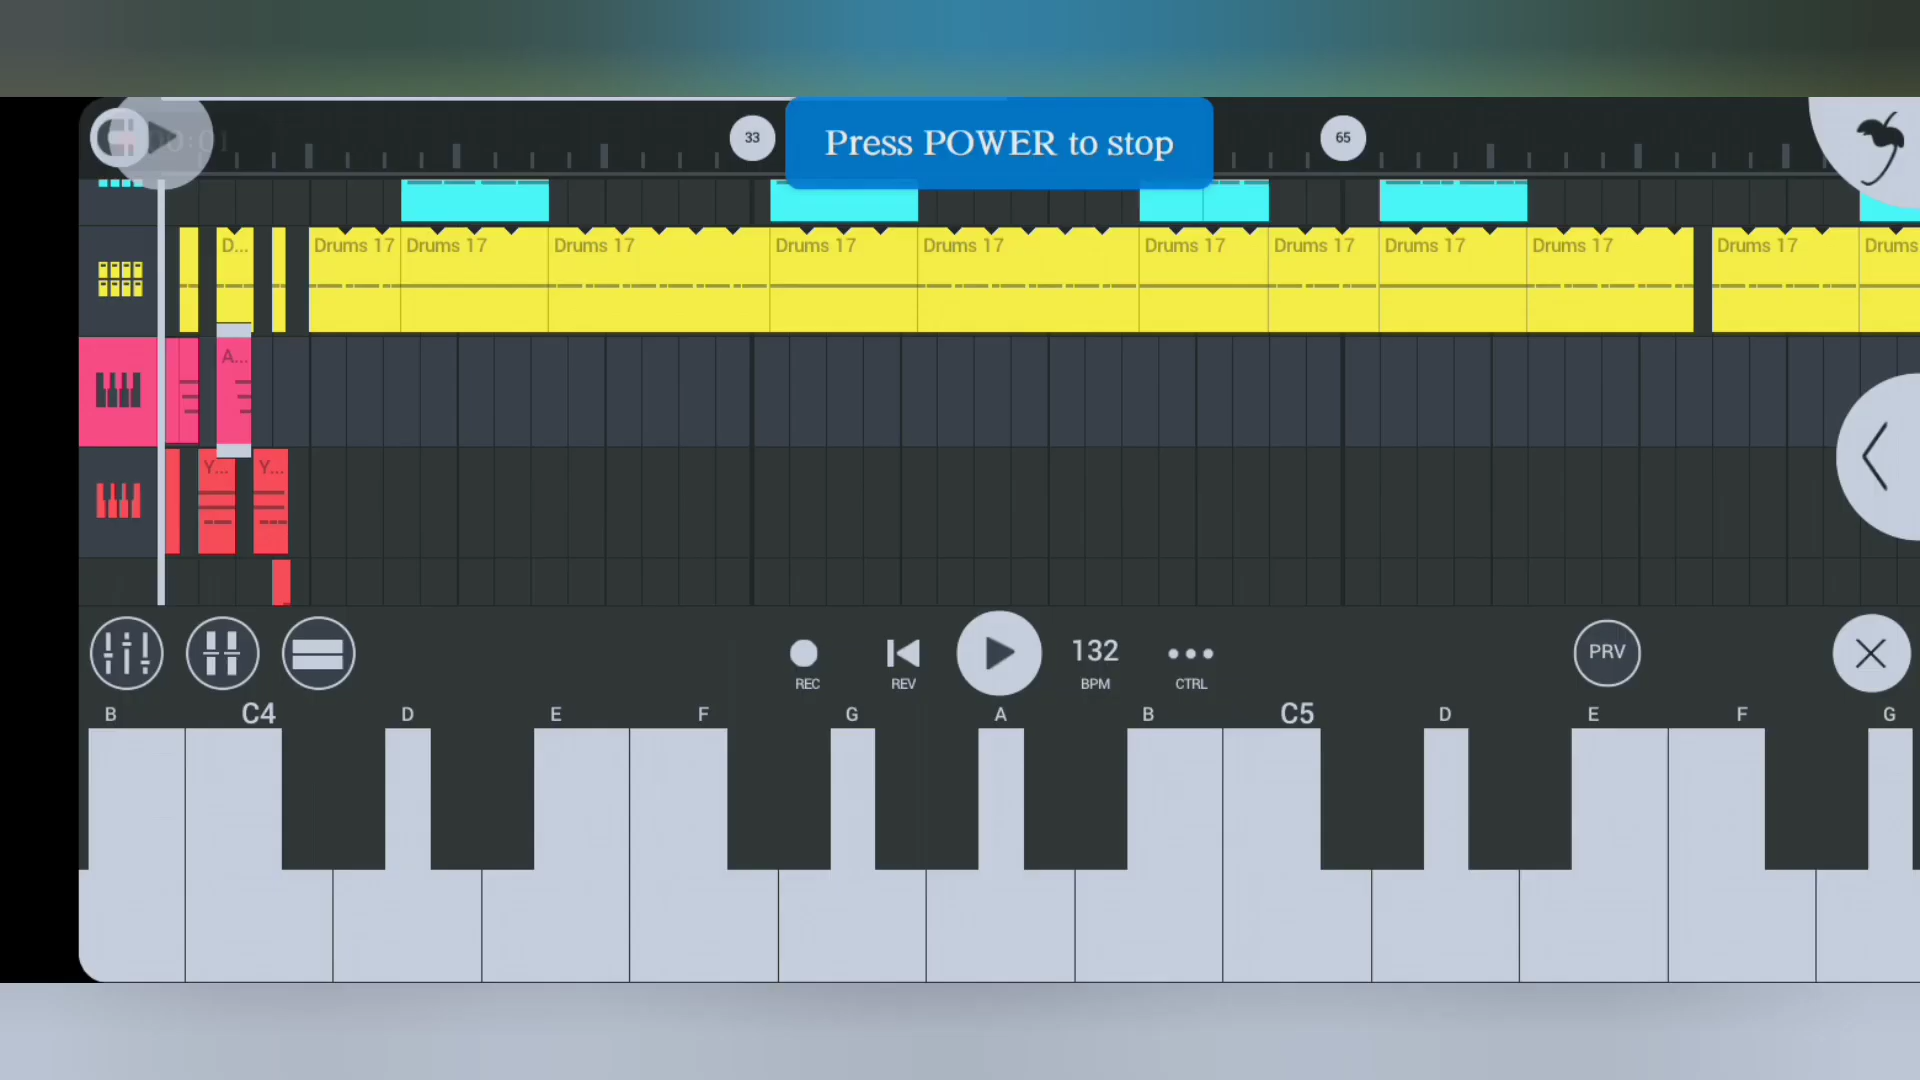 33
Press POWER to stop
65
D...
Drums 17
Drums 17
Drums 17
Drums 17
Drums 17
Drums 17
Drums 17
Drums 17
Drums 17
Drums 17
Drums
A...
Y...
Y...
132
PRV
REC
REV
BPM
CTRL
B
C4
D
E
F
G
A
B
C5
D
E
F
G